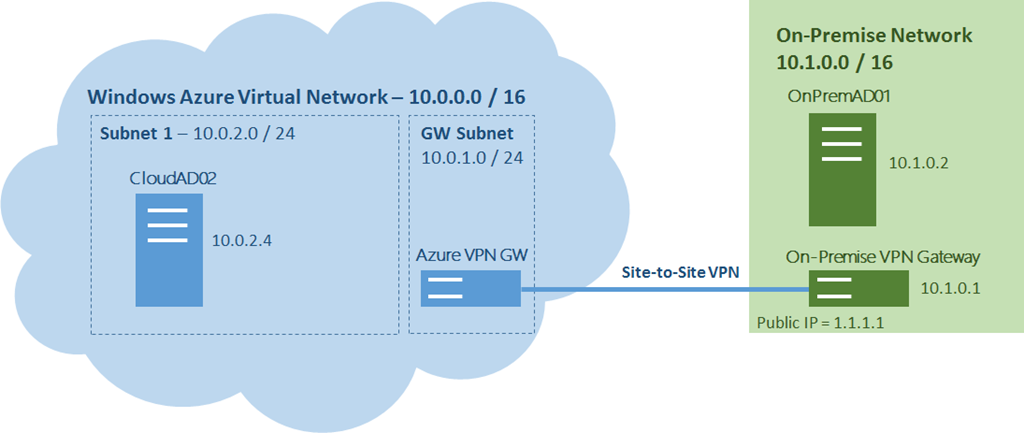 Windows Azure Virtual Network – 10.0.0.0 / 16
Subnet 1 – 10.0.2.0 / 24
CloudAD02
10.0.2.4
GW Subnet
10.0.1.0 / 24
Azure VPN GW
Site-to-Site VPN
On-Premise Network
10.1.0.0 / 16
OnPremAD01
10.1.0.2
On-Premise VPN Gateway
10.1.0.1
Public IP = 1.1.1.1